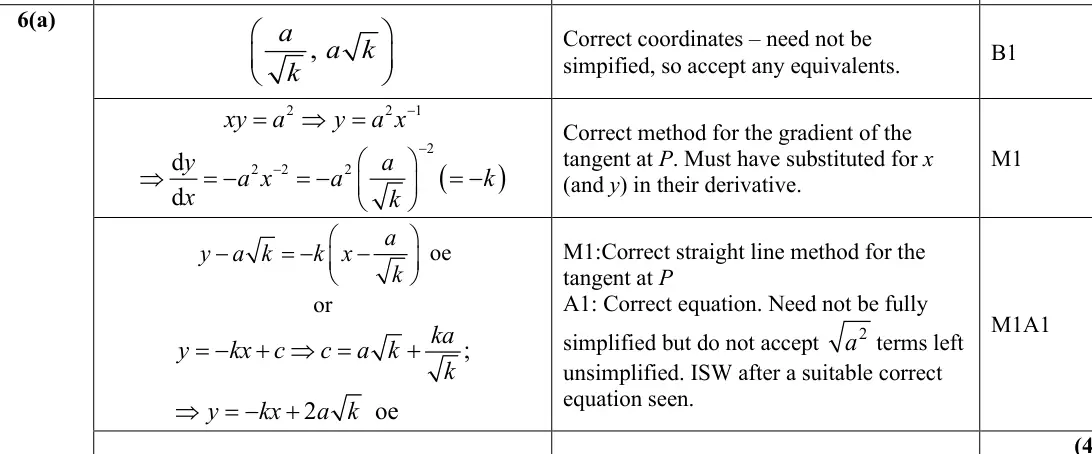 6(a)
(a/√k, a√k)
Correct coordinates – need not be
simpified, so accept any equivalents.
B1
xy = a² ⇒ y = a²x⁻¹
⇒ dy/dx = −a²x⁻² = −a²(a/√k)⁻² (= −k)
Correct method for the gradient of the
tangent at P. Must have substituted for x
(and y) in their derivative.
M1
y − a√k = −k(x − a/√k) oe
or
y = −kx + c ⇒ c = a√k + ka/√k;
⇒ y = −kx + 2a√k oe
M1:Correct straight line method for the
tangent at P
A1: Correct equation. Need not be fully
simplified but do not accept √a² terms left
unsimplified. ISW after a suitable correct
equation seen.
M1A1
(4